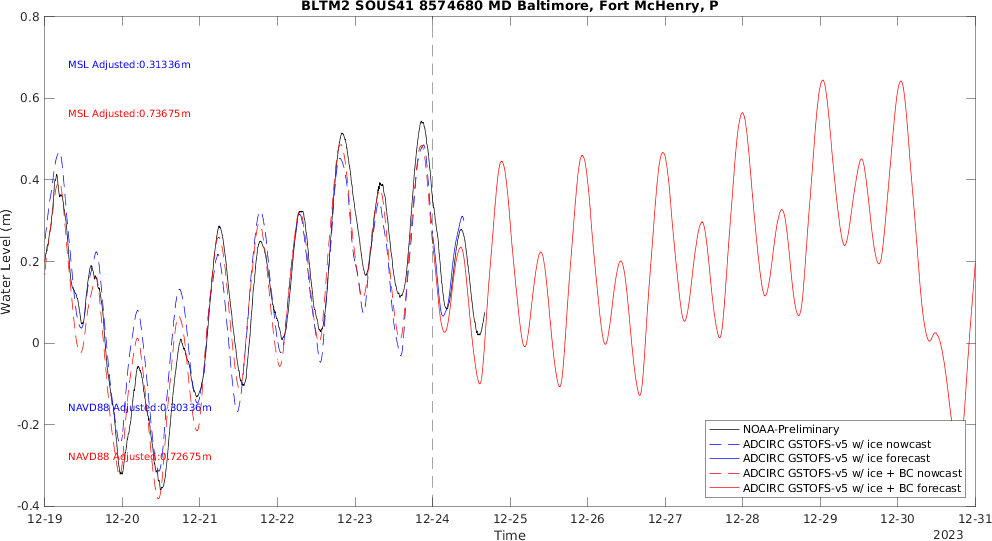 BLTM2 SOUS41 8574680 MD Baltimore, Fort McHenry, P
Water Level (m)
0.8
0.6
0.4
0.2
0
-0.2
-0.4
MSL Adjusted:0.31336m
MSL Adjusted:0.73675m
NAVD88 Adjusted:0.30336m
NAVD88 Adjusted:0.72675m
NOAA-Preliminary
ADCIRC GSTOFS-v5 w/ ice nowcast
ADCIRC GSTOFS-v5 w/ ice forecast
ADCIRC GSTOFS-v5 w/ ice + BC nowcast
ADCIRC GSTOFS-v5 w/ ice + BC forecast
12-19 12-20 12-21 12-22 12-23 12-24 12-25 12-26 12-27 12-28 12-29 12-30 12-31
Time
2023